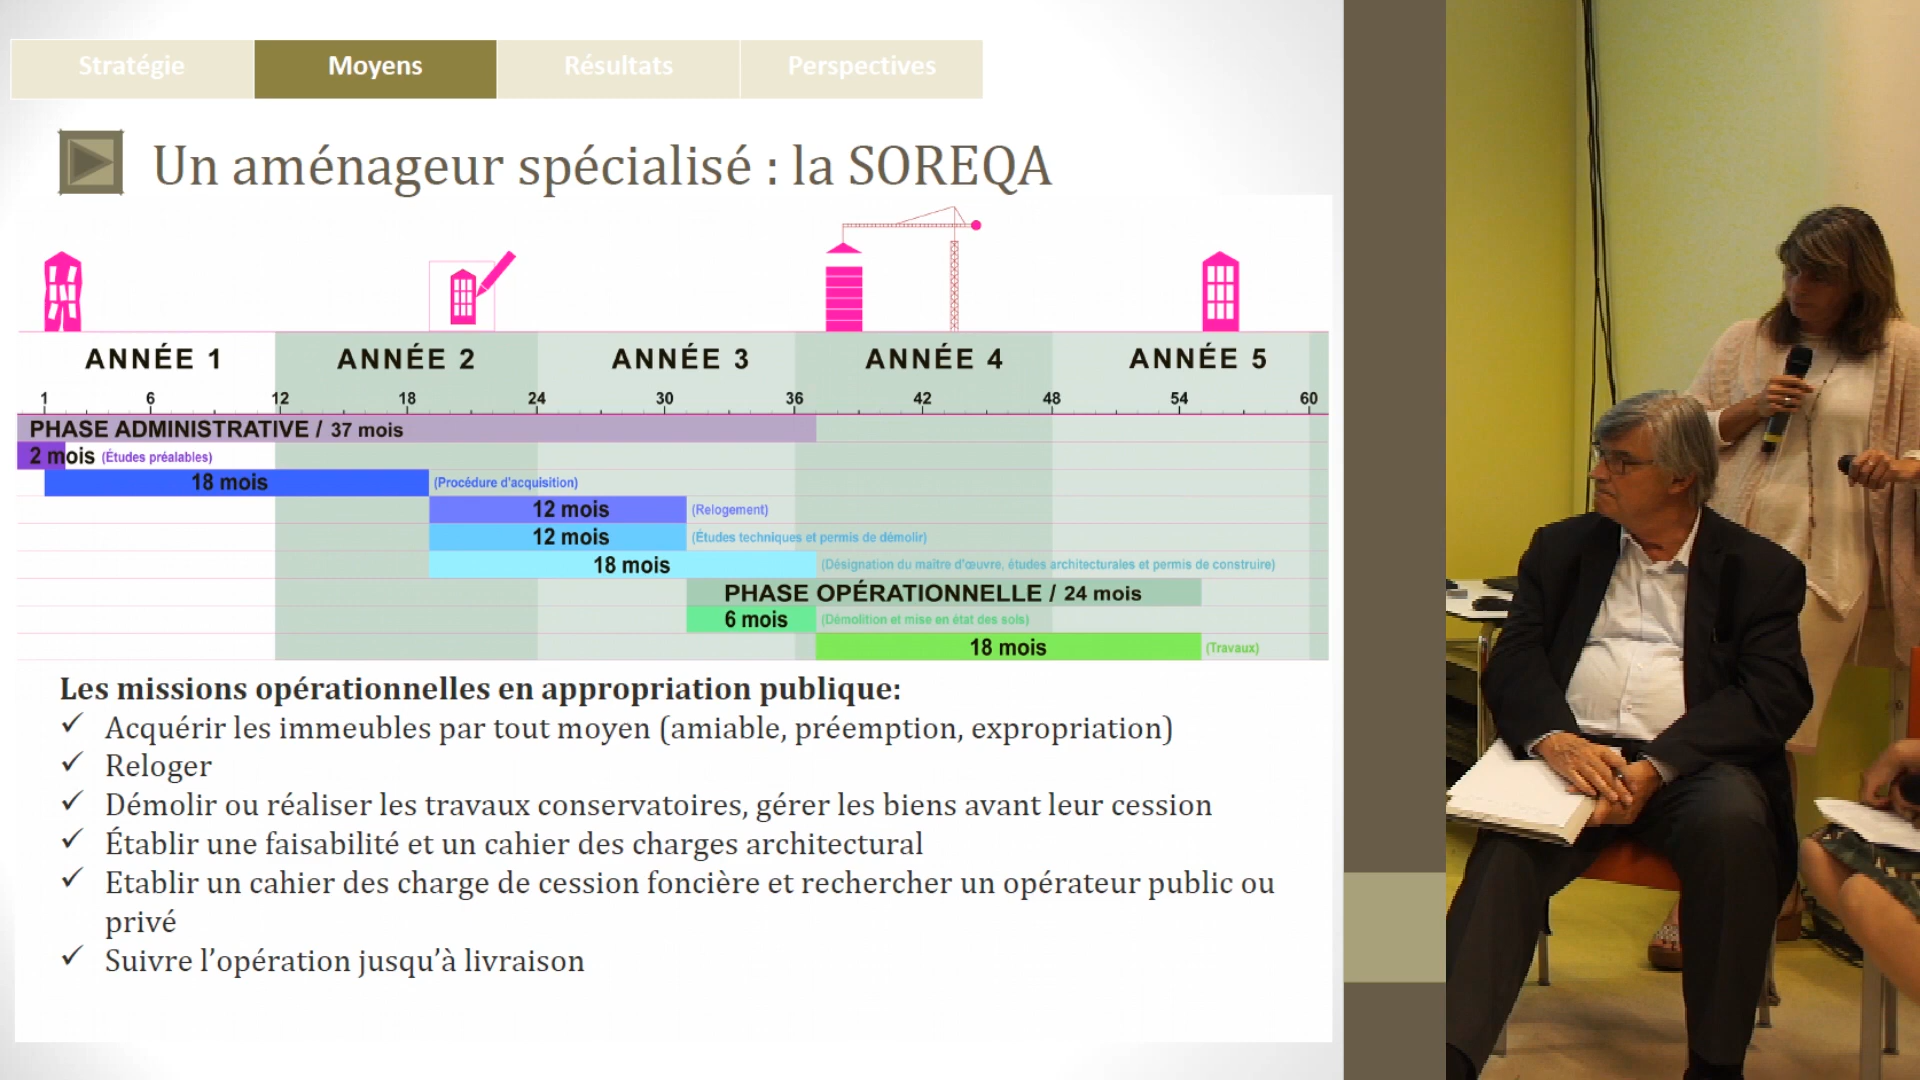 Stratégie Moyens Résultats Perspectives
Un aménageur spécialisé : la SOREQA
ANNÉE 1 ANNÉE 2 ANNÉE 3 ANNÉE 4 ANNÉE 5
1 6 12 18 24 30 36 42 48 54 60
PHASE ADMINISTRATIVE / 37 mois
2 mois (Études préalables)
18 mois (Procédure d'acquisition)
12 mois (Relogement)
12 mois (Études techniques et permis de démolir)
18 mois (Désignation du maître d'œuvre, études architecturales et permis de construire)
PHASE OPÉRATIONNELLE / 24 mois
6 mois (Démolition et mise en état des sols)
18 mois (Travaux)
Les missions opérationnelles en appropriation publique:
✓ Acquérir les immeubles par tout moyen (amiable, préemption, expropriation)
✓ Reloger
✓ Démolir ou réaliser les travaux conservatoires, gérer les biens avant leur cession
✓ Établir une faisabilité et un cahier des charges architectural
✓ Etablir un cahier des charge de cession foncière et rechercher un opérateur public ou
privé
✓ Suivre l’opération jusqu’à livraison